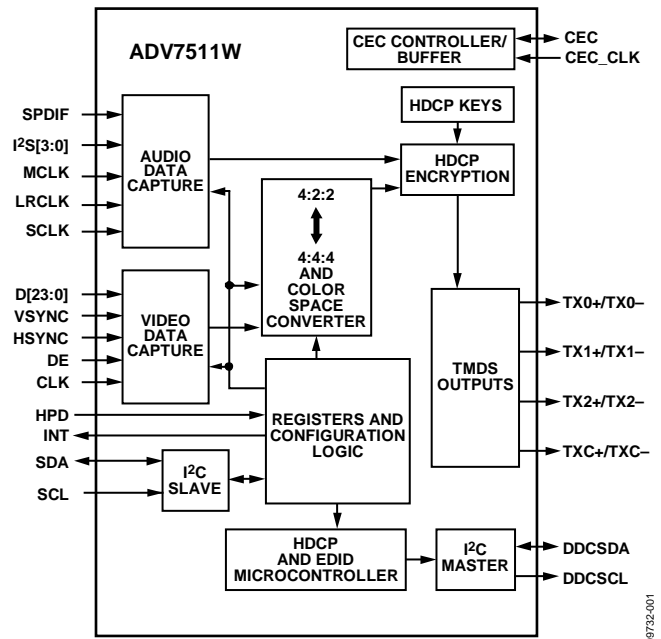 ADV7511W
CEC CONTROLLER/
BUFFER
CEC
CEC_CLK
HDCP KEYS
HDCP
ENCRYPTION
SPDIF
I2S[3:0]
MCLK
LRCLK
SCLK
AUDIO
DATA
CAPTURE
4:2:2
4:4:4
AND
COLOR
SPACE
CONVERTER
D[23:0]
VSYNC
HSYNC
DE
CLK
VIDEO
DATA
CAPTURE
TMDS
OUTPUTS
TX0+/TX0–
TX1+/TX1–
TX2+/TX2–
TXC+/TXC–
HPD
INT
SDA
SCL
I2C
SLAVE
REGISTERS AND
CONFIGURATION
LOGIC
HDCP
AND EDID
MICROCONTROLLER
I2C
MASTER
DDCSDA
DDCSCL
9732-001